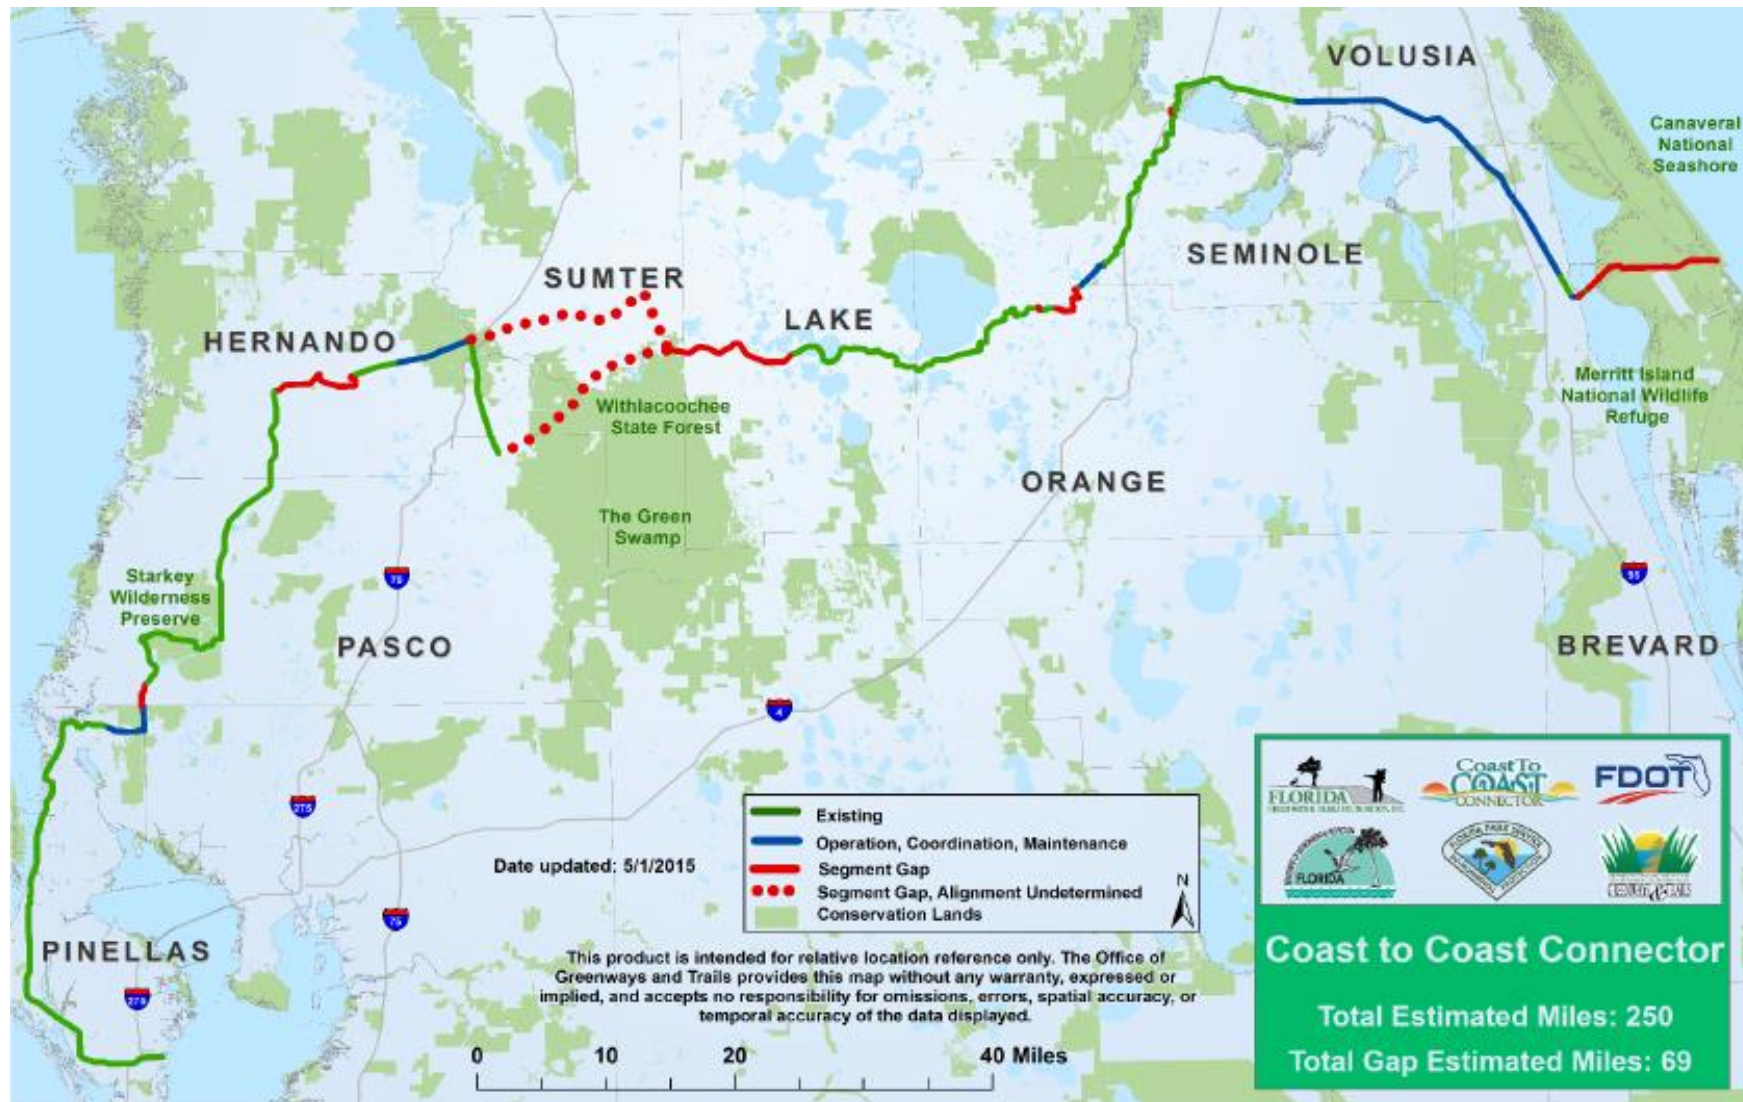 VOLUSIA
Canaveral
National
Seashore
SEMINOLE
SUMTER
LAKE
HERNANDO
Merritt Island
National Wildlife
Refuge
Withlacoochee
State Forest
ORANGE
The Green
Swamp
Starkey
Wilderness
Preserve
75
95
PASCO
BREVARD
4
275
Existing
Operation, Coordination, Maintenance
Segment Gap
Segment Gap, Alignment Undetermined
Conservation Lands
N
Date updated: 5/1/2015
75
PINELLAS
275
This product is intended for relative location reference only. The Office of
Greenways and Trails provides this map without any warranty, expressed or
implied, and accepts no responsibility for omissions, errors, spatial accuracy, or
temporal accuracy of the data displayed.
0 10 20 40 Miles
FLORIDA
Coast To
COAST
CONNECTOR
FDOT
FLORIDA
Coast to Coast Connector
Total Estimated Miles: 250
Total Gap Estimated Miles: 69